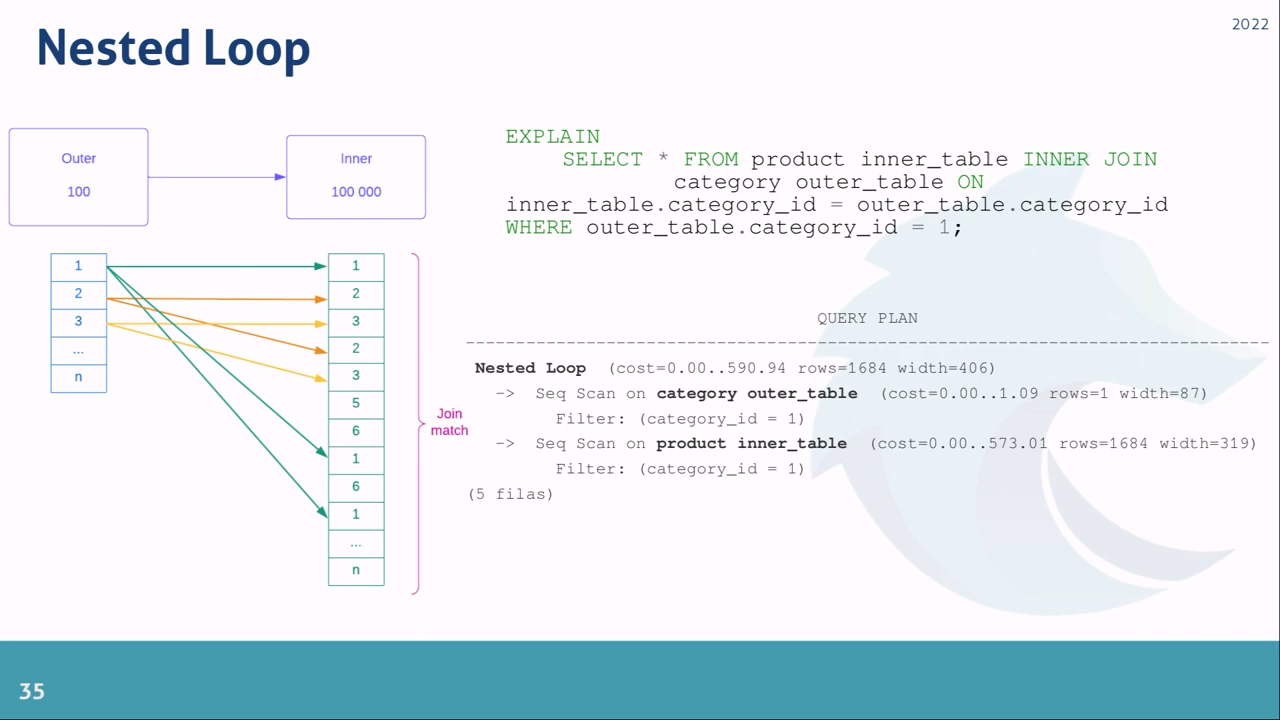 Nested Loop
2022
Outer
100
Inner
100 000
1
2
3
...
n
1
2
3
2
3
5
6
1
6
1
...
n
Join
match
EXPLAIN
SELECT * FROM product inner_table INNER JOIN
category outer_table ON
inner_table.category_id = outer_table.category_id
WHERE outer_table.category_id = 1;
QUERY PLAN
--------------------------------------------------------------------------------
Nested Loop (cost=0.00..590.94 rows=1684 width=406)
-> Seq Scan on category outer_table (cost=0.00..1.09 rows=1 width=87)
Filter: (category_id = 1)
-> Seq Scan on product inner_table (cost=0.00..573.01 rows=1684 width=319)
Filter: (category_id = 1)
(5 filas)
35